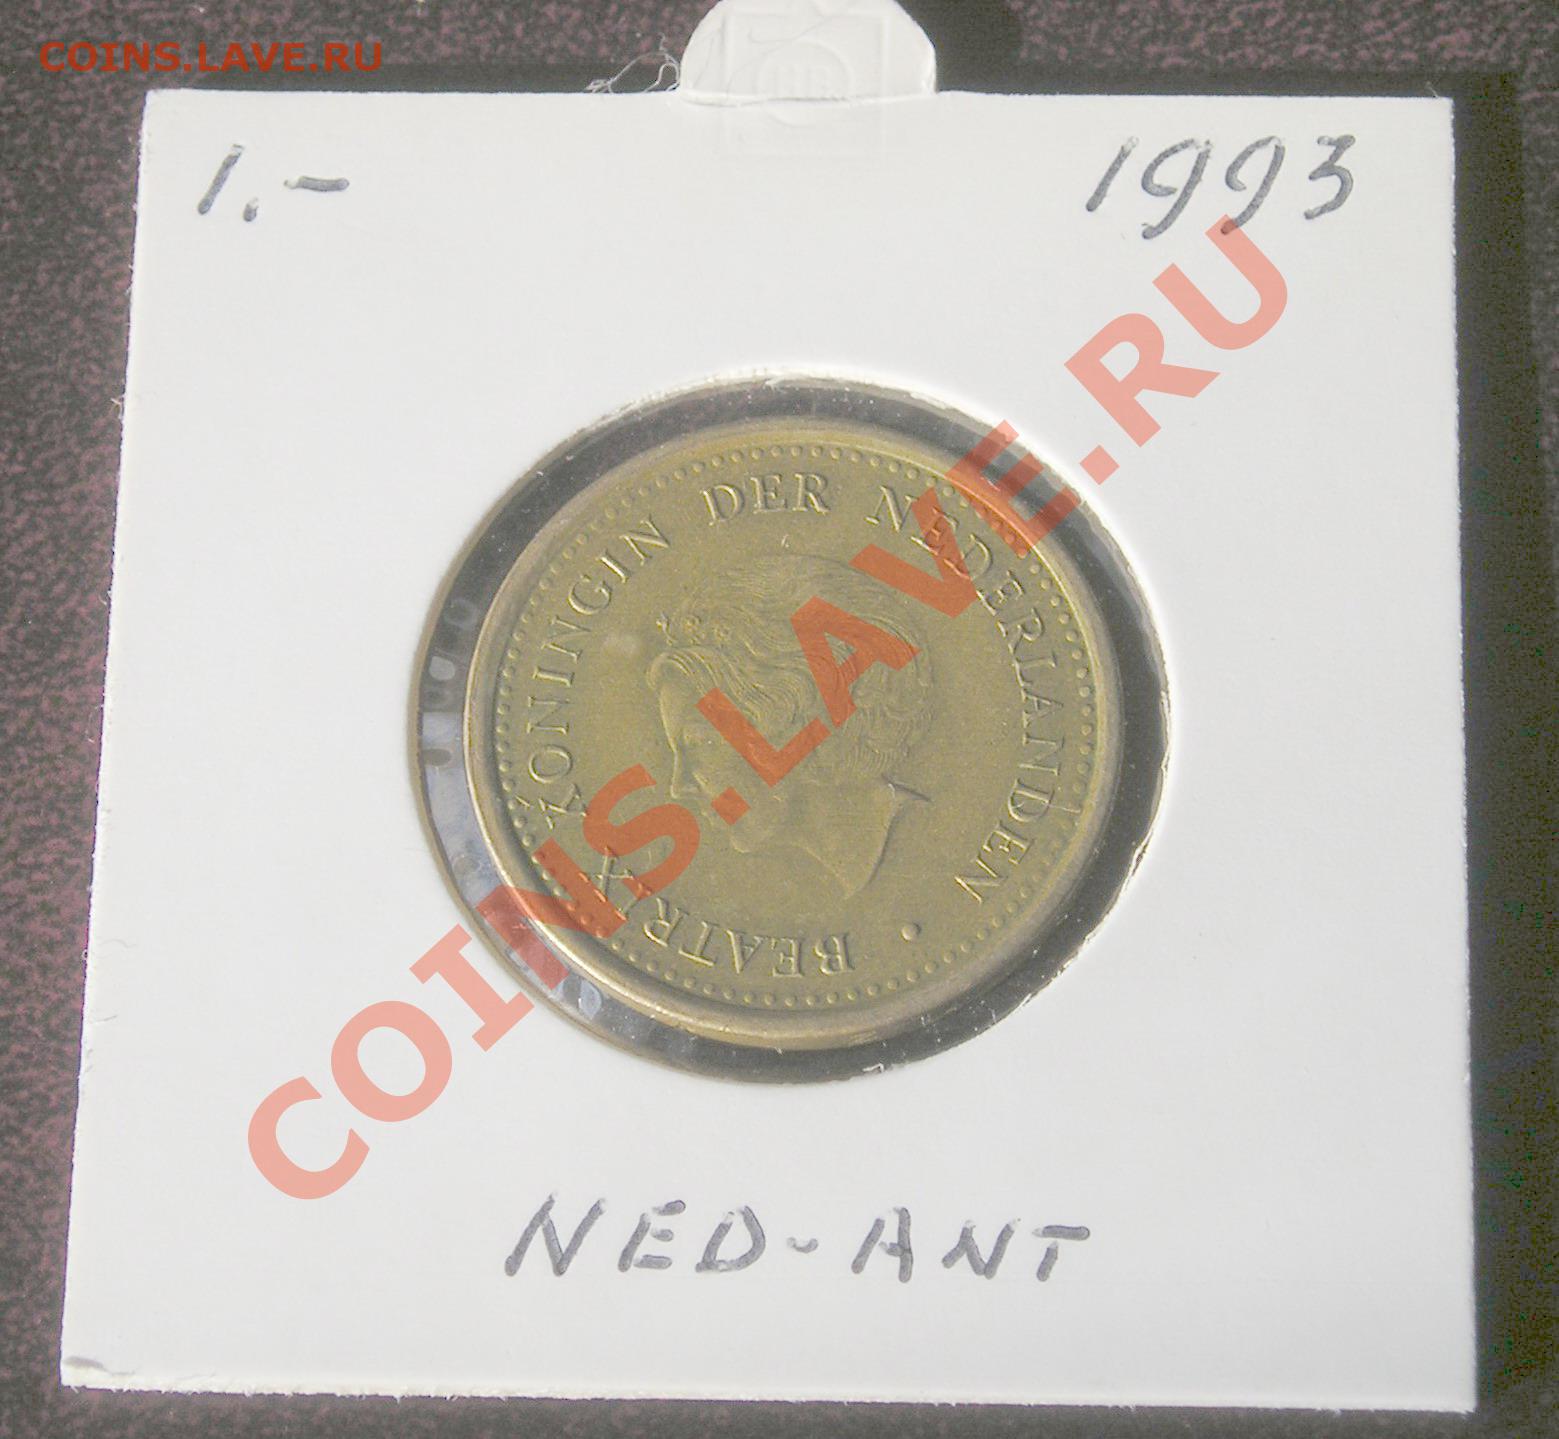 COINS.LAVE.RU
1.- 1993
BEATRIX KONINGIN DER NEDERLANDEN •
COINS.LAVE.RU
NED-ANT